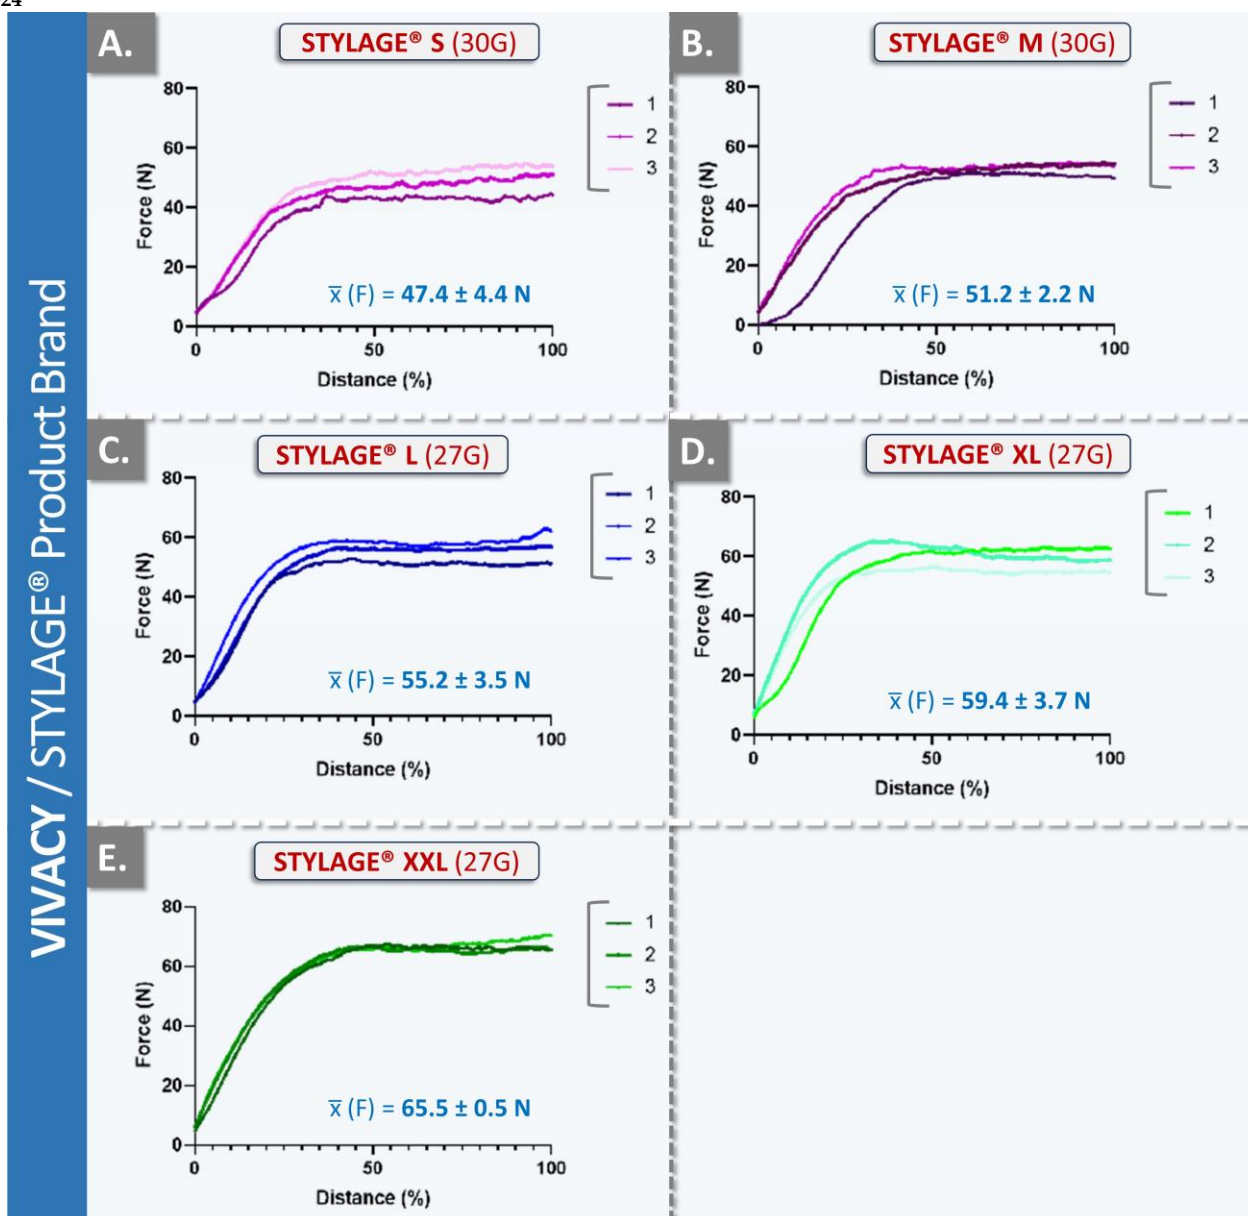 24
VIVACY / STYLAGE® Product Brand
A.
STYLAGE® S (30G)
80
60
40
20
0
0
50
100
Force (N)
Distance (%)
1
2
3
x̅ (F) = 47.4 ± 4.4 N
B.
STYLAGE® M (30G)
80
60
40
20
0
0
50
100
Force (N)
Distance (%)
1
2
3
x̅ (F) = 51.2 ± 2.2 N
C.
STYLAGE® L (27G)
80
60
40
20
0
0
50
100
Force (N)
Distance (%)
1
2
3
x̅ (F) = 55.2 ± 3.5 N
D.
STYLAGE® XL (27G)
80
60
40
20
0
0
50
100
Force (N)
Distance (%)
1
2
3
x̅ (F) = 59.4 ± 3.7 N
E.
STYLAGE® XXL (27G)
80
60
40
20
0
0
50
100
Force (N)
Distance (%)
1
2
3
x̅ (F) = 65.5 ± 0.5 N